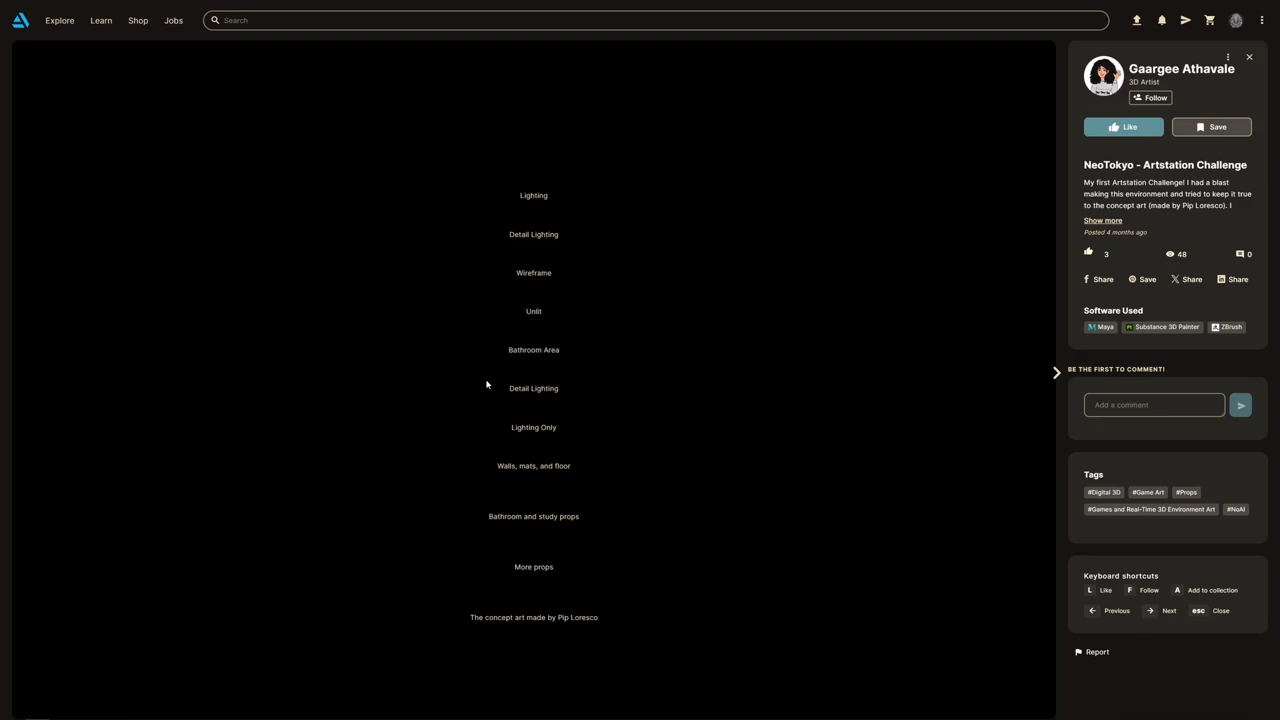 Explore
Learn
Shop
Jobs
Search
Lighting
Detail Lighting
Wireframe
Unlit
Bathroom Area
Detail Lighting
Lighting Only
Walls, mats, and floor
Bathroom and study props
More props
The concept art made by Pip Loresco
Gaargee Athavale
3D Artist
Follow
Like
Save
NeoTokyo - Artstation Challenge
My first Artstation Challenge! I had a blast
making this environment and tried to keep it true
to the concept art (made by Pip Loresco). I
Show more
Posted 4 months ago
3
48
0
Share
Save
Share
Share
Software Used
Maya
Substance 3D Painter
ZBrush
BE THE FIRST TO COMMENT!
Add a comment
Tags
#Digital 3D
#Game Art
#Props
#Games and Real-Time 3D Environment Art
#NoAI
Keyboard shortcuts
L Like
F Follow
A Add to collection
← Previous
→ Next
esc Close
Report